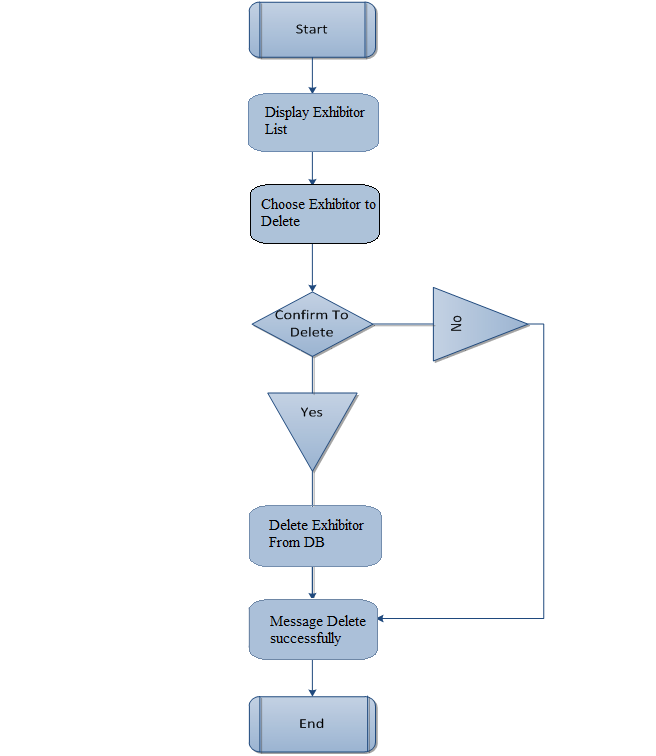 Start
Display Exhibitor
List
Choose Exhibitor to
Delete
Confirm To
Delete
No
Yes
Delete Exhibitor
From DB
Message Delete
successfully
End